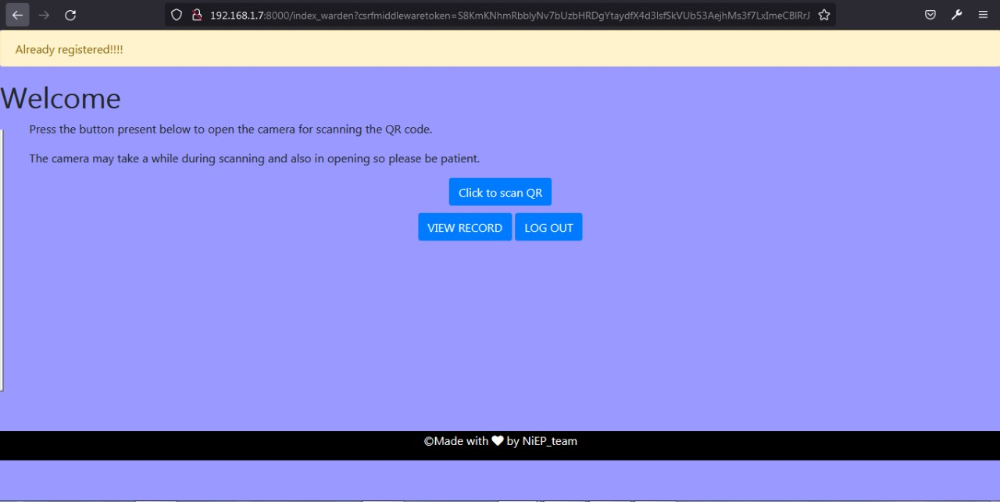 192.168.1.7:8000/index_warden?csrfmiddlewaretoken=S8KmKNhmRbblyNv7bUzbHRDgYtaydfX4d3lsfSkVUb53AejhMs3f7LxImeCBlRrJ
Already registered!!!!
Welcome
Press the button present below to open the camera for scanning the QR code.
The camera may take a while during scanning and also in opening so please be patient.
Click to scan QR
VIEW RECORD LOG OUT
©Made with ❤ by NiEP_team